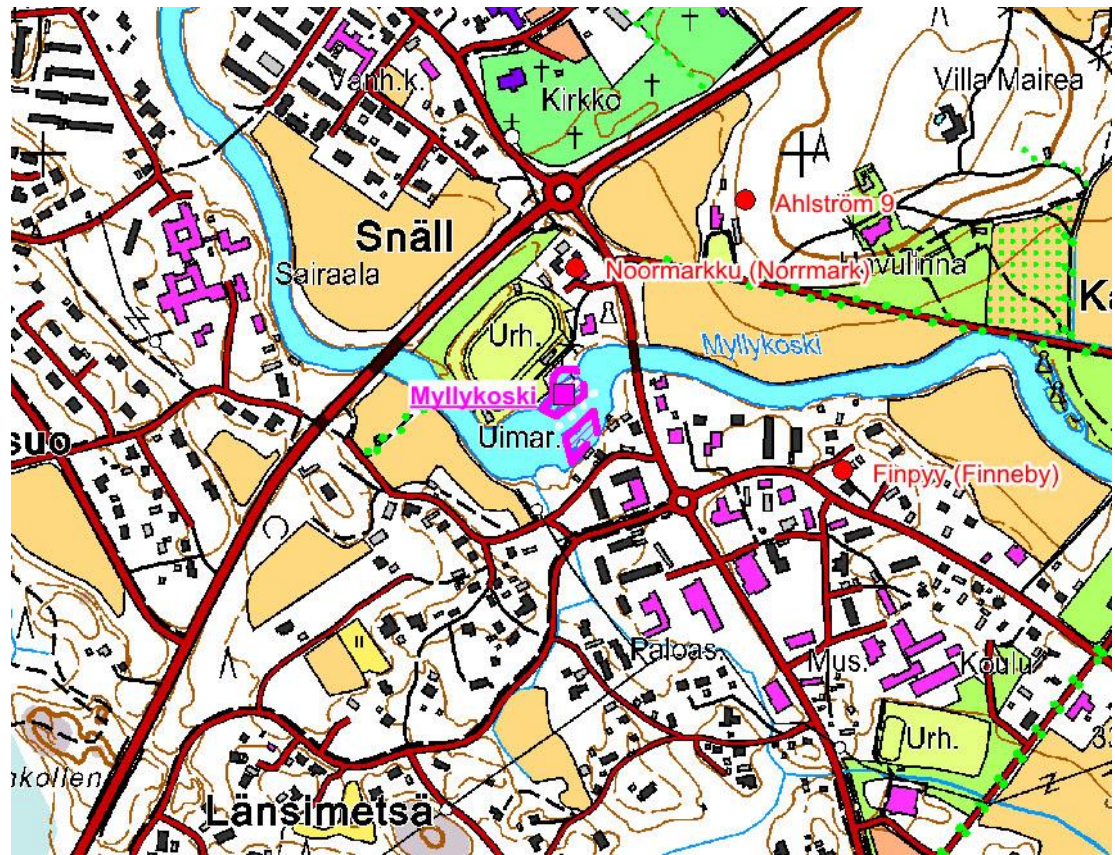 Vanh.k.
Kirkko
Villa Mairea
Ahlström 9
Snäll
Sairaala
Noormarkku (Norrmark)
Havulinna
Urh.
Myllykoski
Myllykoski
Uimar.
suo
Finpyy (Finneby)
Paloas.
Mus.
Koulu
Urh.
Länsimetsä